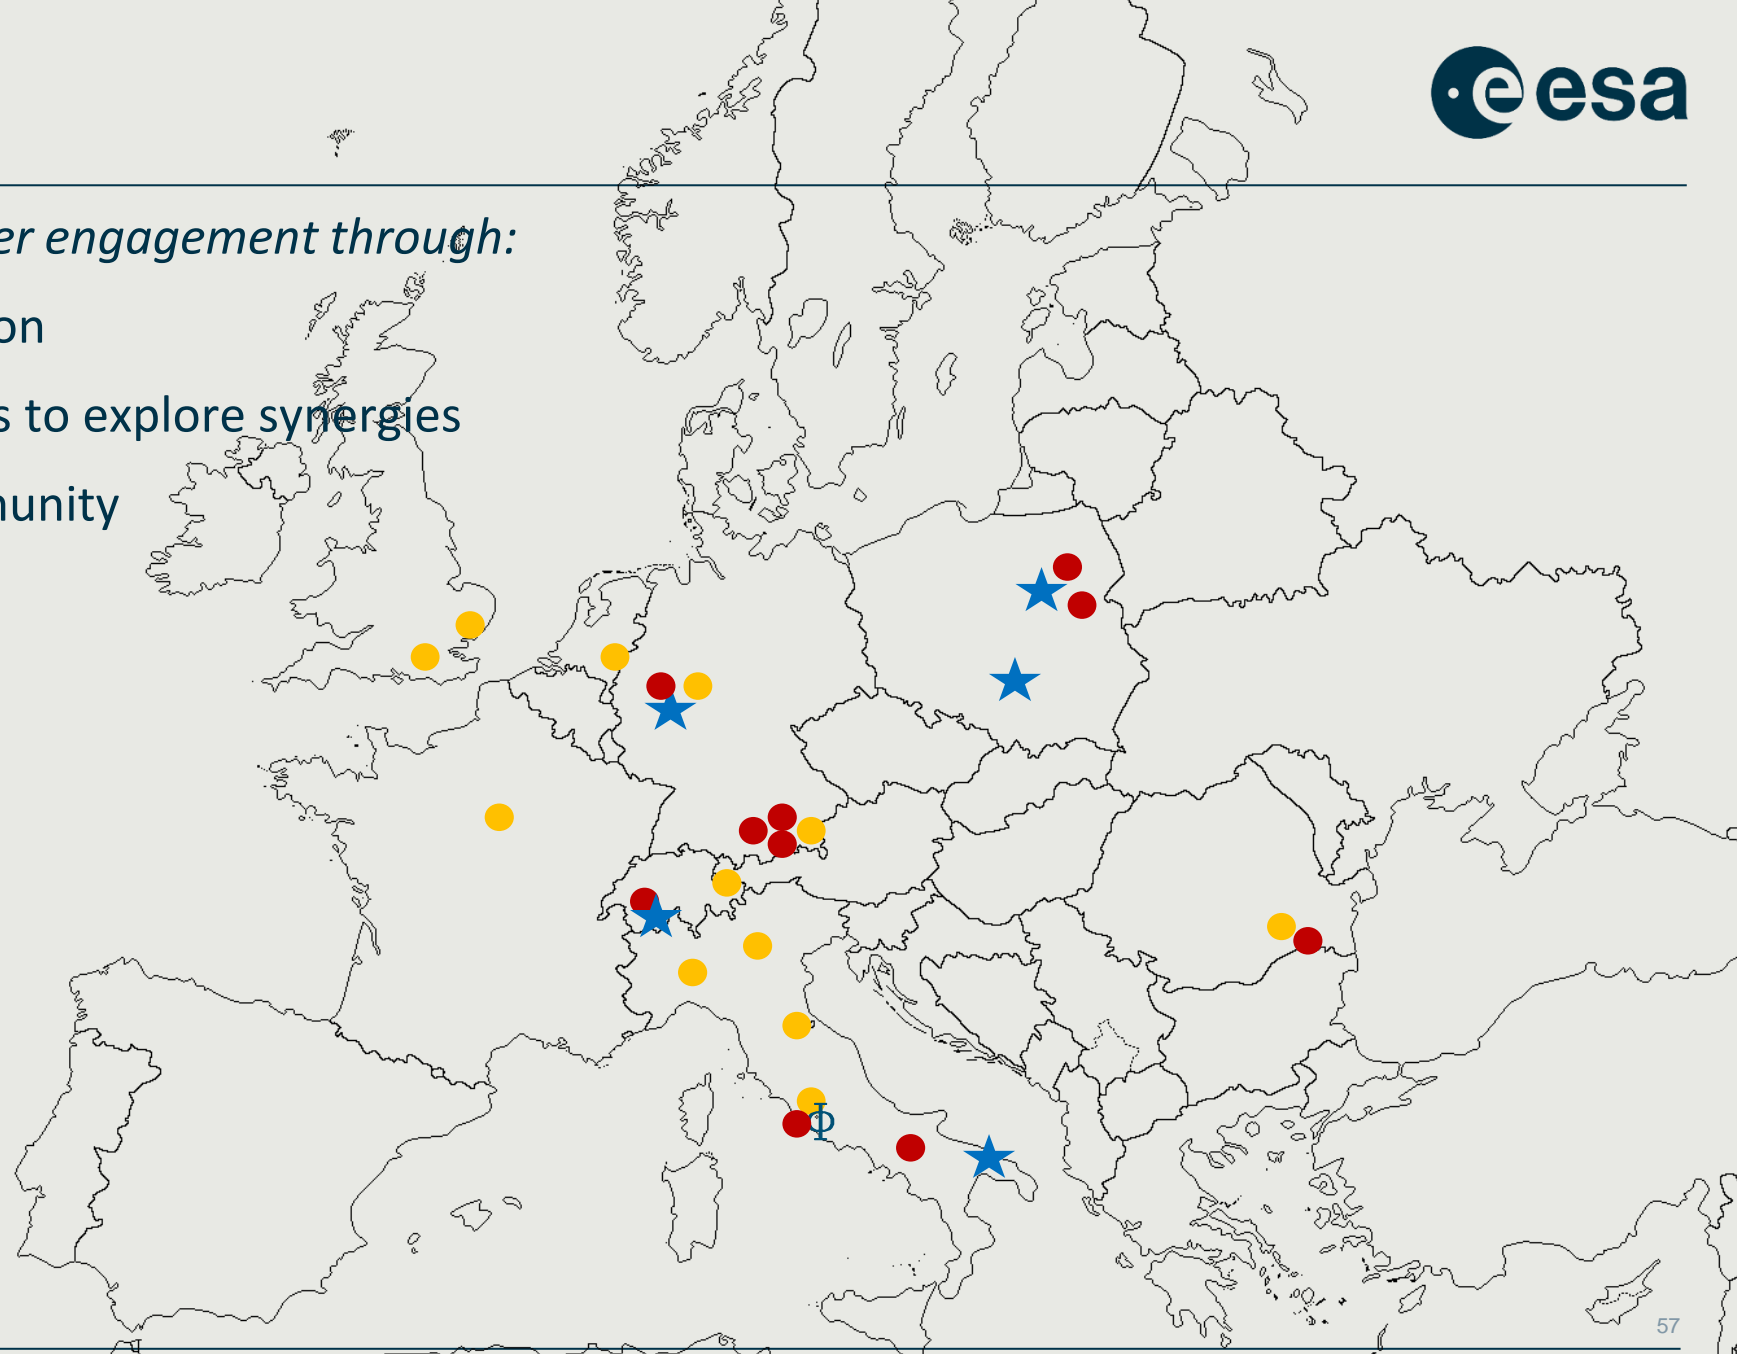 esa
er engagement through:
on
s to explore synergies
unity
Φ
57